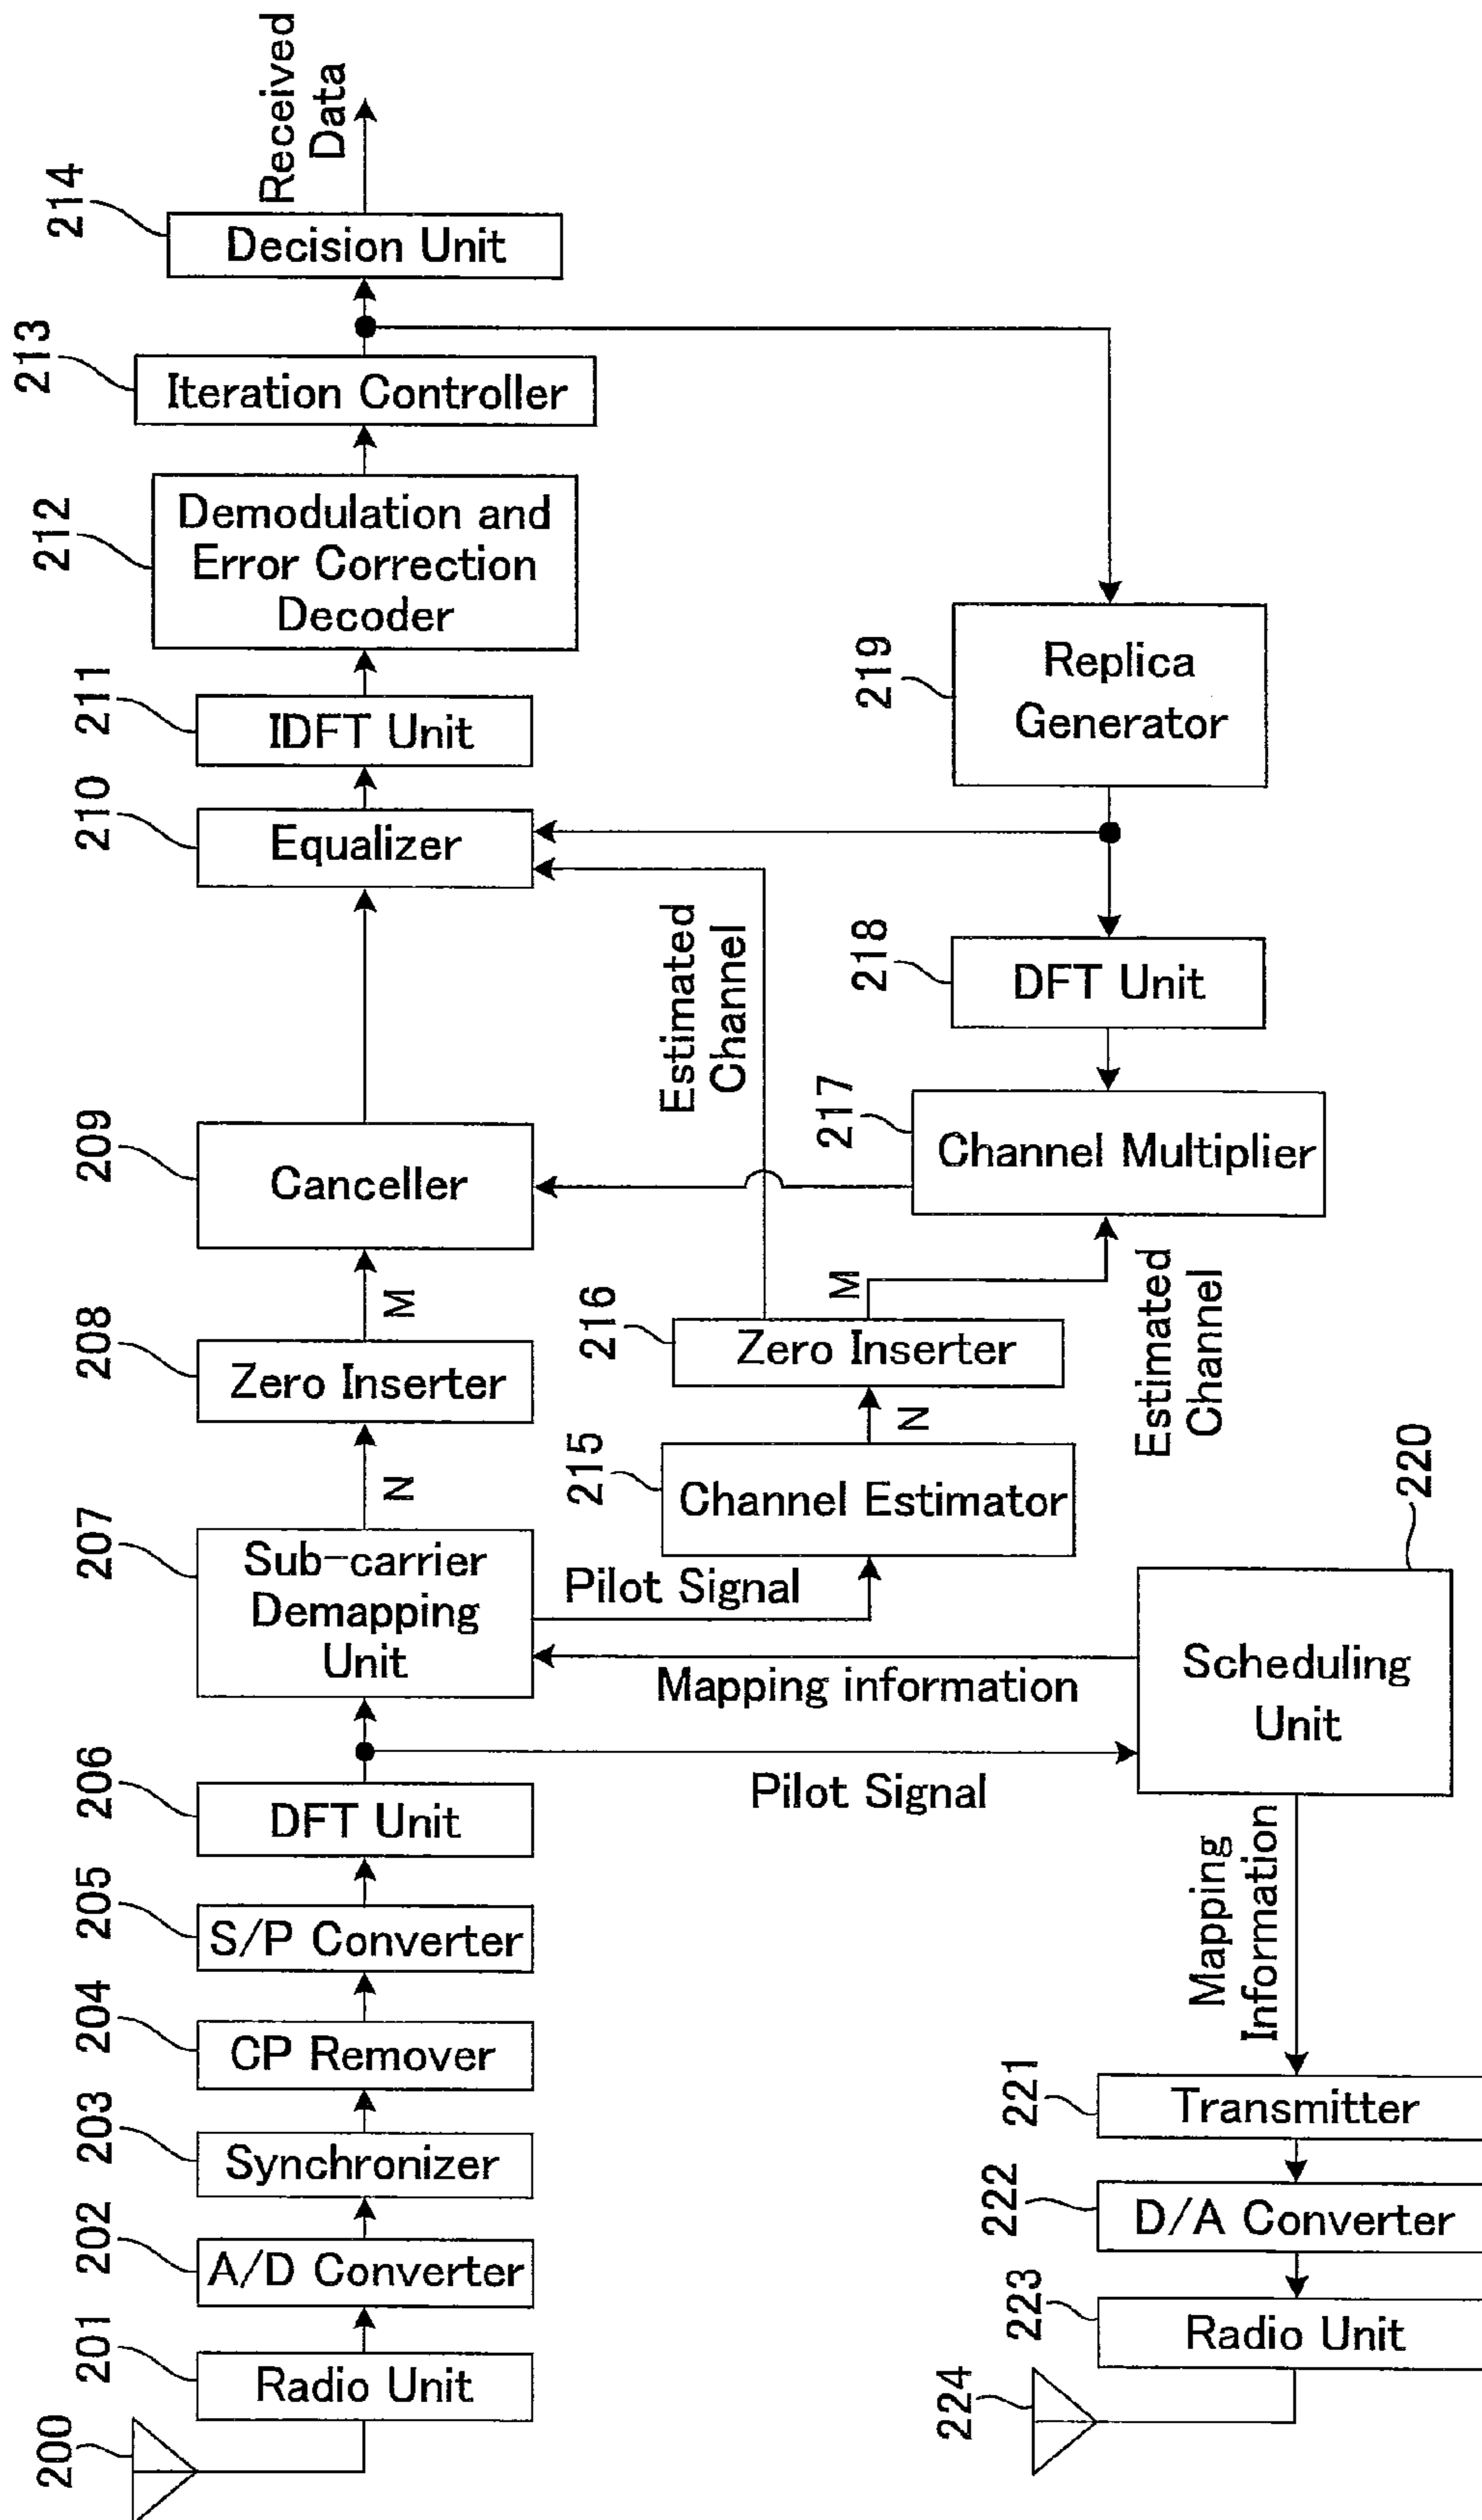 214
Received
Data
Decision Unit
213
Iteration Controller
212
Demodulation and
Error Correction
Decoder
219
Replica
Generator
211
IDFT Unit
210
Equalizer
Estimated
Channel
218
DFT Unit
209
Canceller
217
Channel Multiplier
M
208
Zero Inserter
216
M
Zero Inserter
Estimated
Channel
N
N
215
Channel Estimator
220
207
Sub-carrier
Demapping
Unit
Pilot Signal
Mapping information
Scheduling
Unit
206
DFT Unit
Pilot Signal
205
S/P Converter
Mapping
Information
204
CP Remover
221
Transmitter
203
Synchronizer
222
D/A Converter
202
A/D Converter
223
Radio Unit
201
Radio Unit
224
200